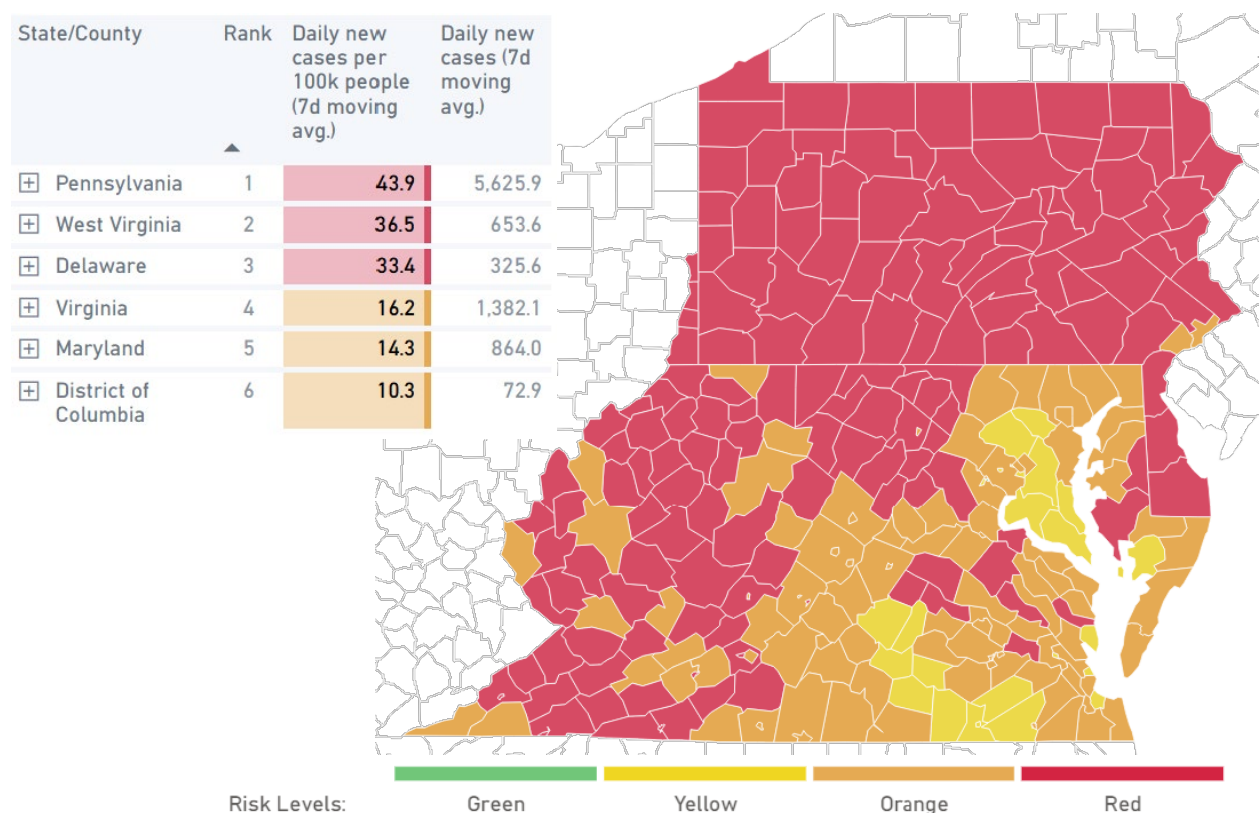 State/County Rank Daily new cases per 100k people (7d moving avg.) Daily new cases (7d moving avg.)
Pennsylvania 1 43.9 5,625.9
West Virginia 2 36.5 653.6
Delaware 3 33.4 325.6
Virginia 4 16.2 1,382.1
Maryland 5 14.3 864.0
District of Columbia 6 10.3 72.9
Risk Levels: Green Yellow Orange Red